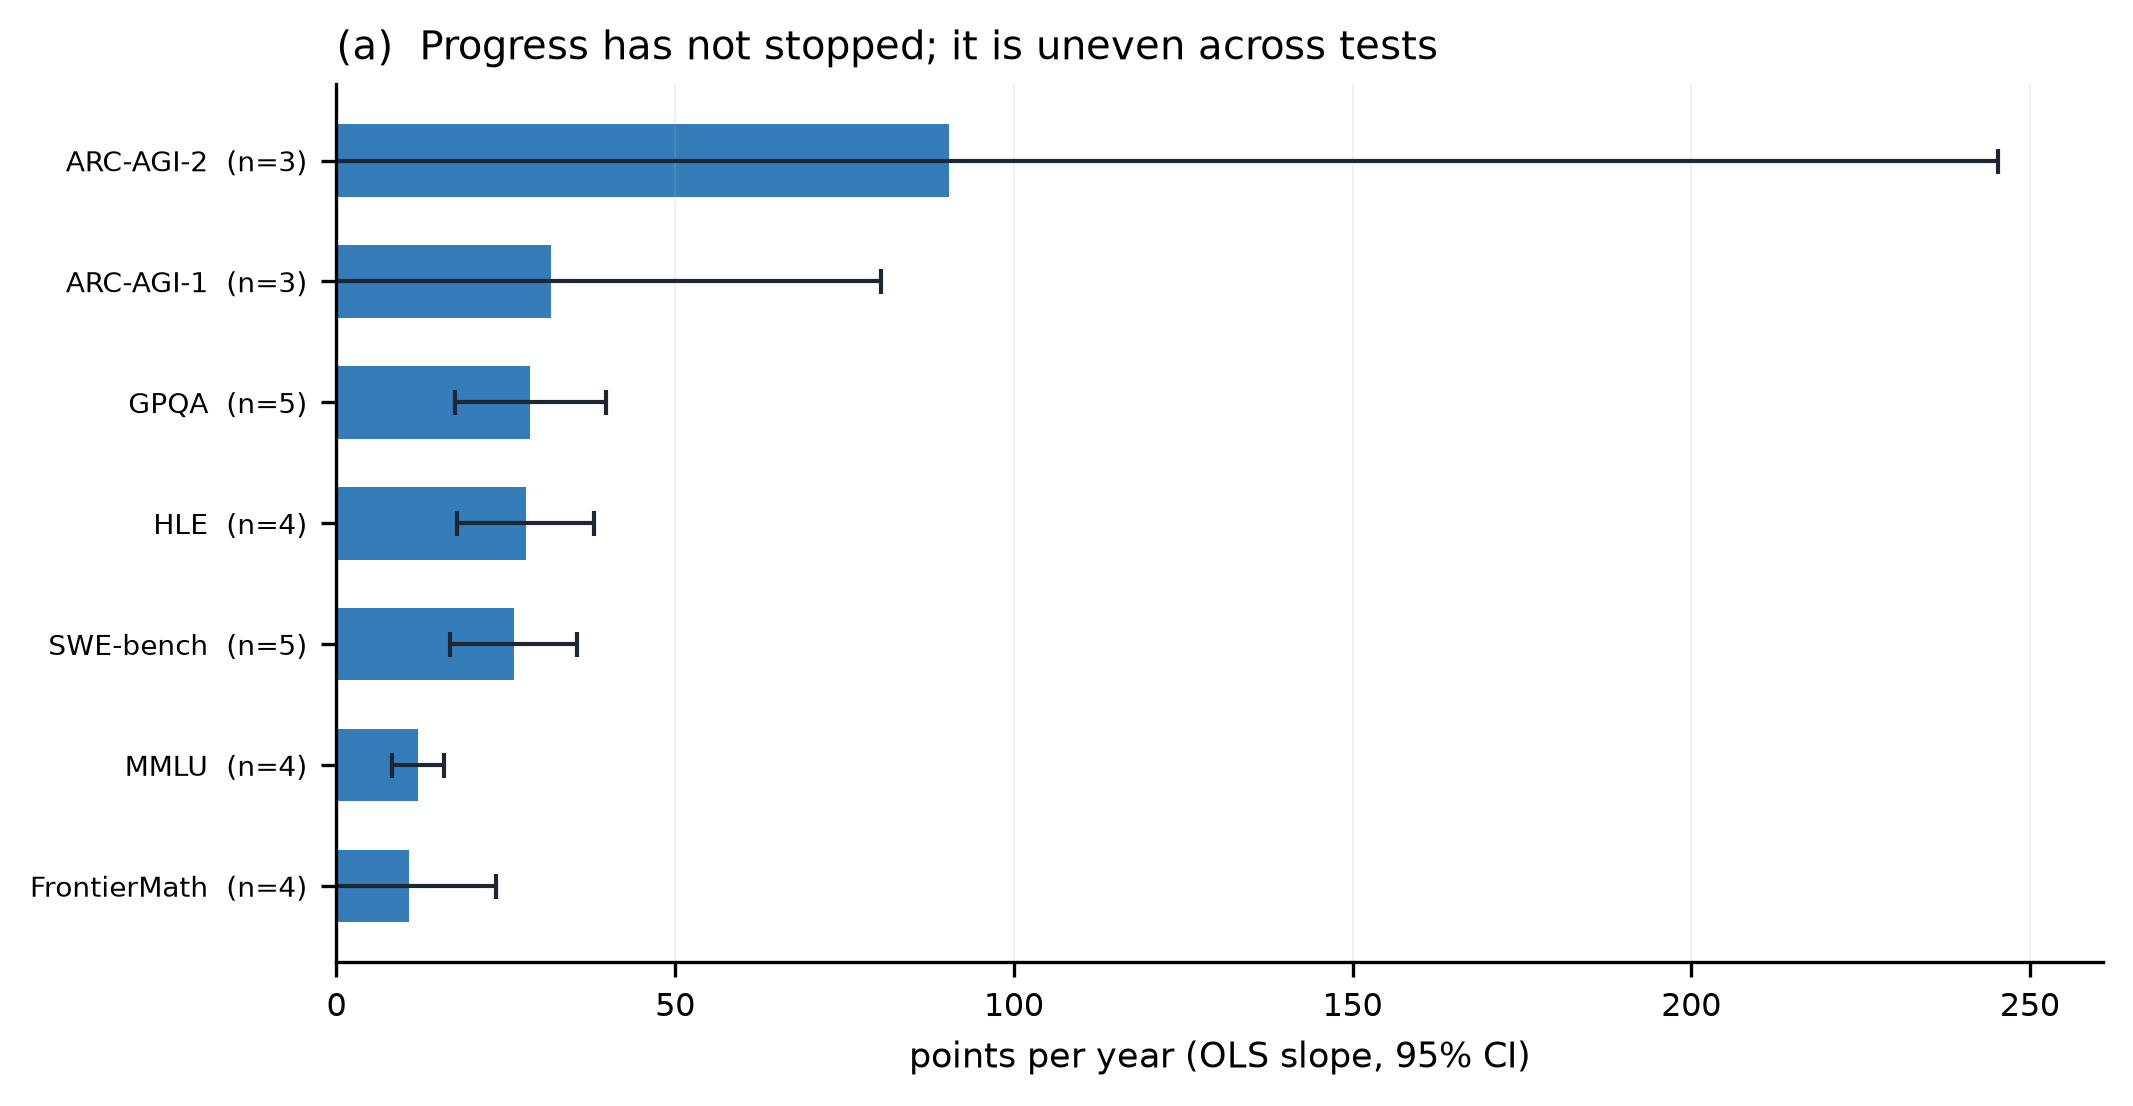 (a)  Progress has not stopped; it is uneven across tests
ARC-AGI-2  (n=3)
ARC-AGI-1  (n=3)
GPQA  (n=5)
HLE  (n=4)
SWE-bench  (n=5)
MMLU  (n=4)
FrontierMath  (n=4)
0 50 100 150 200 250
points per year (OLS slope, 95% CI)